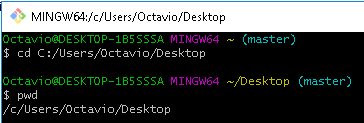 MINGW64:/c/Users/Octavio/Desktop
Octavio@DESKTOP-1B5SSSA MINGW64 ~ (master)
$ cd C:/Users/Octavio/Desktop
Octavio@DESKTOP-1B5SSSA MINGW64 ~/Desktop (master)
$ pwd
/c/Users/Octavio/Desktop